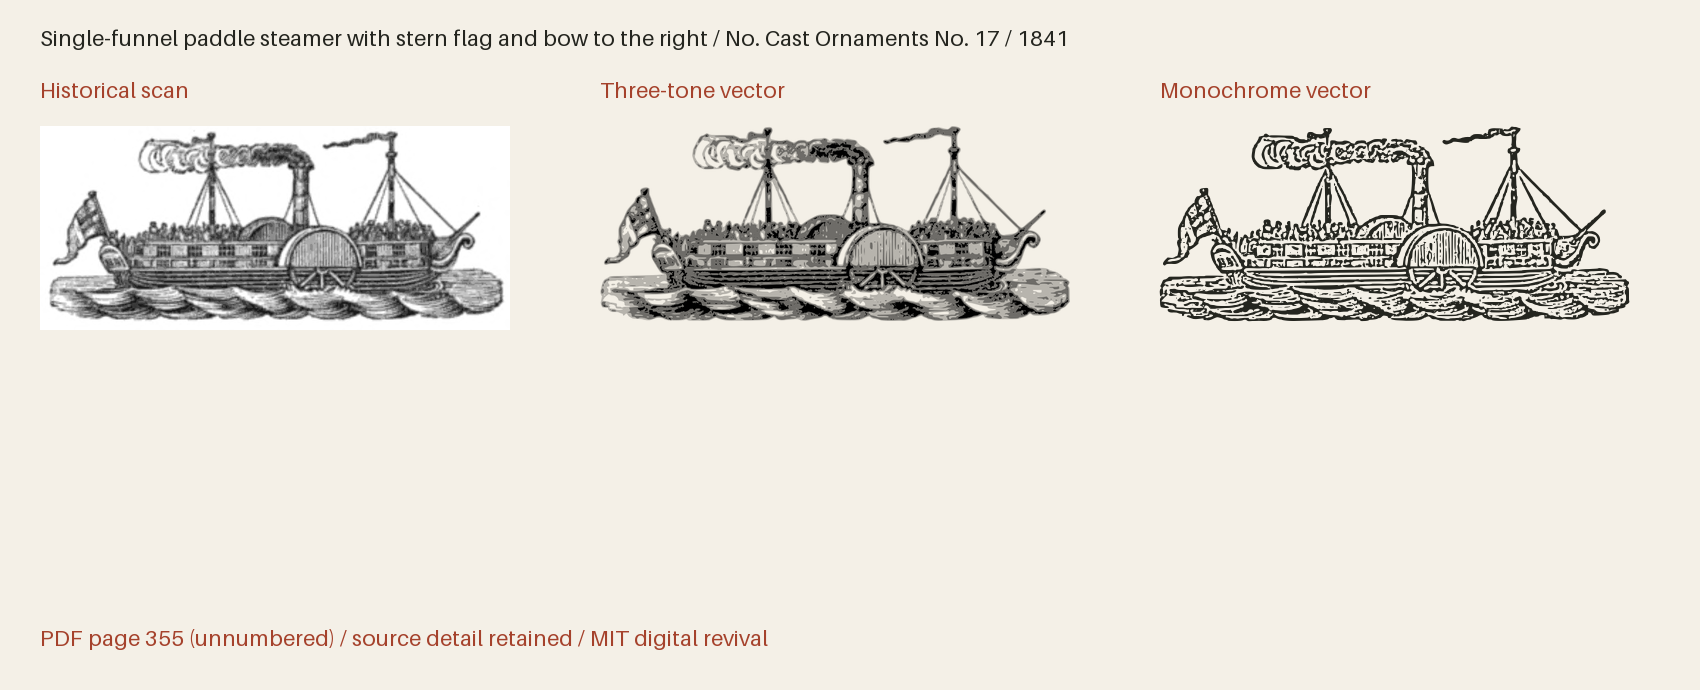 Single-funnel paddle steamer with stern flag and bow to the right / No. Cast Ornaments No. 17 / 1841
Historical scan
Three-tone vector
Monochrome vector
PDF page 355 (unnumbered) / source detail retained / MIT digital revival